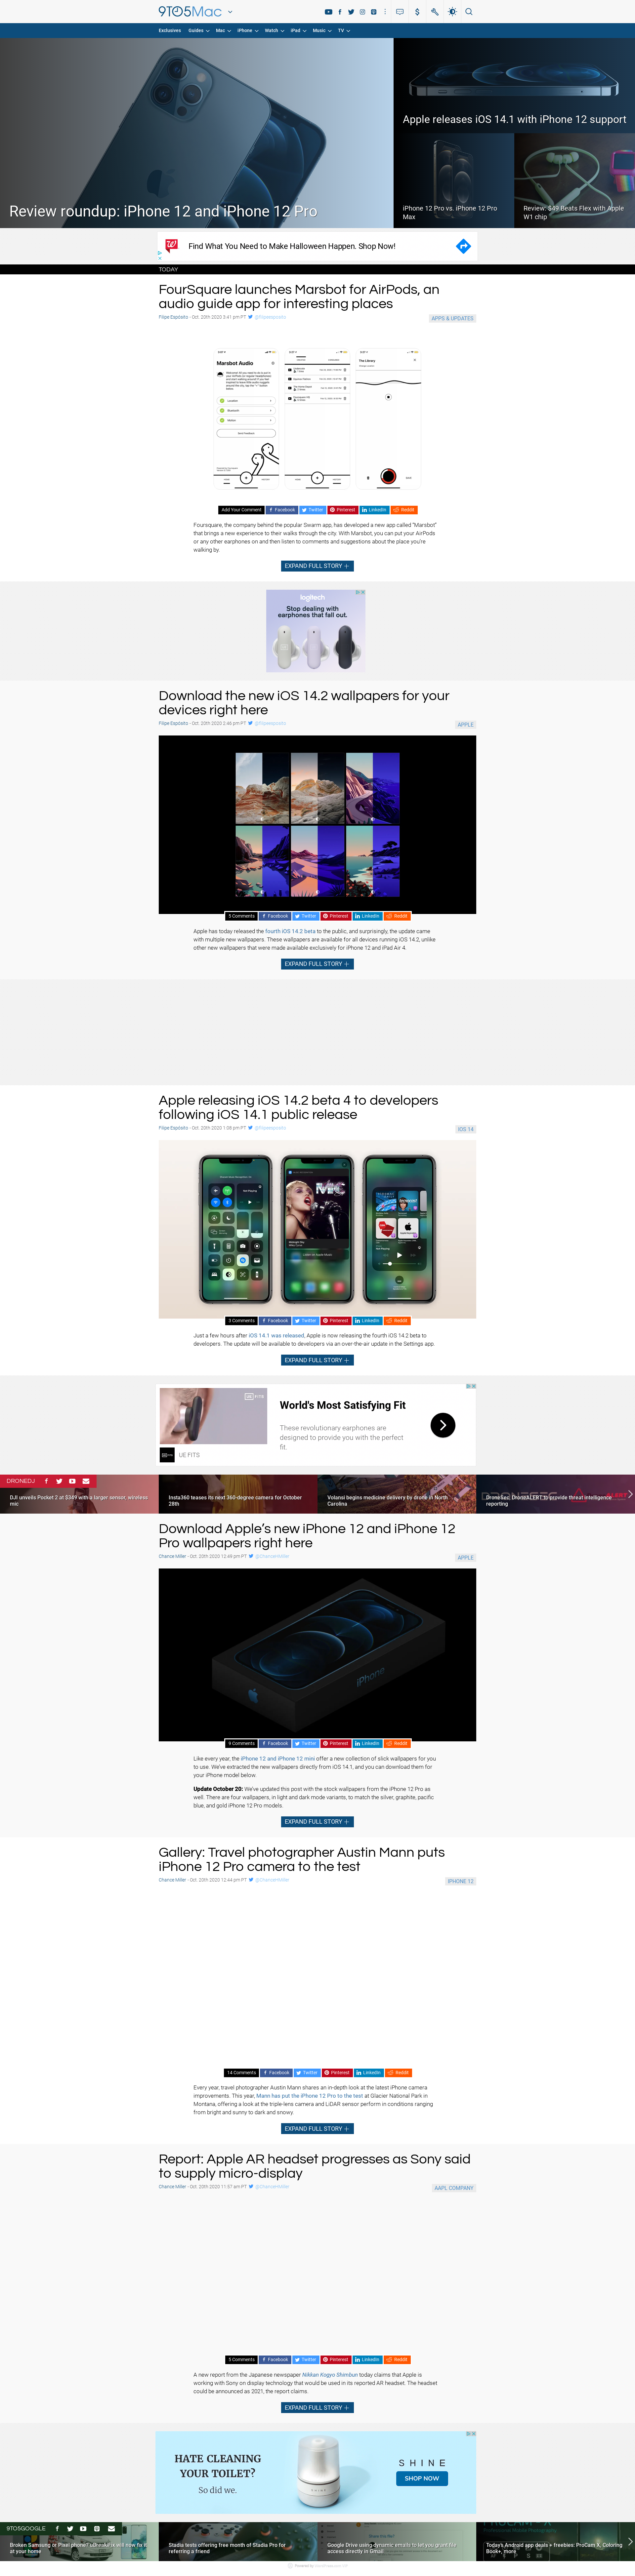 9TO5Mac
Exclusives Guides Mac iPhone Watch iPad Music TV
Review roundup: iPhone 12 and iPhone 12 Pro
Apple releases iOS 14.1 with iPhone 12 support
iPhone 12 Pro vs. iPhone 12 Pro
Max
Review: $49 Beats Flex with Apple
W1 chip
Find What You Need to Make Halloween Happen. Shop Now!
TODAY
FourSquare launches Marsbot for AirPods, an
audio guide app for interesting places
Filipe Espósito - Oct. 20th 2020 3:41 pm PT @filipeesposito
APPS & UPDATES
Marsbot Audio
The Library
Add Your Comment Facebook Twitter Pinterest LinkedIn Reddit
Foursquare, the company behind the popular Swarm app, has developed a new app called "Marsbot"
that brings a new experience to their walks through the city. With Marsbot, you can put your AirPods
or any other earphones on and then listen to comments and suggestions about the place you're
walking by.
EXPAND FULL STORY
logitech
Stop dealing with
earphones that fall out.
Download the new iOS 14.2 wallpapers for your
devices right here
Filipe Espósito - Oct. 20th 2020 2:46 pm PT @filipeesposito
APPLE
5 Comments Facebook Twitter Pinterest LinkedIn Reddit
Apple has today released the fourth iOS 14.2 beta to the public, and surprisingly, the update came
with multiple new wallpapers. These wallpapers are available for all devices running iOS 14.2, unlike
other new wallpapers that were made available exclusively for iPhone 12 and iPad Air 4.
EXPAND FULL STORY
Apple releasing iOS 14.2 beta 4 to developers
following iOS 14.1 public release
Filipe Espósito - Oct. 20th 2020 1:08 pm PT @filipeesposito
IOS 14
3 Comments Facebook Twitter Pinterest LinkedIn Reddit
Just a few hours after iOS 14.1 was released, Apple is now releasing the fourth iOS 14.2 beta to
developers. The update will be available to developers via an over-the-air update in the Settings app.
EXPAND FULL STORY
World's Most Satisfying Fit
These revolutionary earphones are
designed to provide you with the perfect
fit.
UE FITS
DRONEDJ
DJI unveils Pocket 2 at $349 with a larger sensor, wireless
mic
Insta360 teases its next 360-degree camera for October
28th
Volansi begins medicine delivery by drone in North
Carolina
DroneSec: DroneALERT to provide threat intelligence
reporting
Download Apple's new iPhone 12 and iPhone 12
Pro wallpapers right here
Chance Miller - Oct. 20th 2020 12:49 pm PT @ChanceHMiller
APPLE
iPhone
9 Comments Facebook Twitter Pinterest LinkedIn Reddit
Like every year, the iPhone 12 and iPhone 12 mini offer a new collection of slick wallpapers for you
to use. We've extracted the new wallpapers from iOS 14.1, and you can download them for
your iPhone model below.
Update October 20: We've updated this post with the stock wallpapers from the iPhone 12 Pro as
well. There are four wallpapers, in light and dark mode variants, to match the silver, graphite, pacific
blue, and gold iPhone 12 Pro models.
EXPAND FULL STORY
Gallery: Travel photographer Austin Mann puts
iPhone 12 Pro camera to the test
Chance Miller - Oct. 20th 2020 12:44 pm PT @ChanceHMiller
IPHONE 12
14 Comments Facebook Twitter Pinterest LinkedIn Reddit
Every year, travel photographer Austin Mann shares an in-depth look at the latest iPhone camera
improvements. This year, Mann has put the iPhone 12 Pro to the test at Glacier National Park in
Montana, offering a look at the triple-lens camera and LiDAR sensor perform in conditions ranging
from bright and sunny to dark and snowy.
EXPAND FULL STORY
Report: Apple AR headset progresses as Sony said
to supply micro-display
Chance Miller - Oct. 20th 2020 11:57 am PT @ChanceHMiller
AAPL COMPANY
5 Comments Facebook Twitter Pinterest LinkedIn Reddit
A new report from the Japanese newspaper Nikkan Kogyo Shimbun today claims that Apple is
working with Sony on display technology that would be used in its reported AR headset. The headset
could be announced as 2021, the report claims.
EXPAND FULL STORY
HATE CLEANING
YOUR TOILET?
So did we.
SHINE
SHOP NOW
9TO5GOOGLE
Broken Samsung or Pixel phone? uBreakiFix will now fix it
at your home
Stadia tests offering free month of Stadia Pro for
referring a friend
Google Drive using dynamic emails to let you grant file
access directly in Gmail
Today's Android app deals + freebies: ProCam X, Coloring
Book+, more